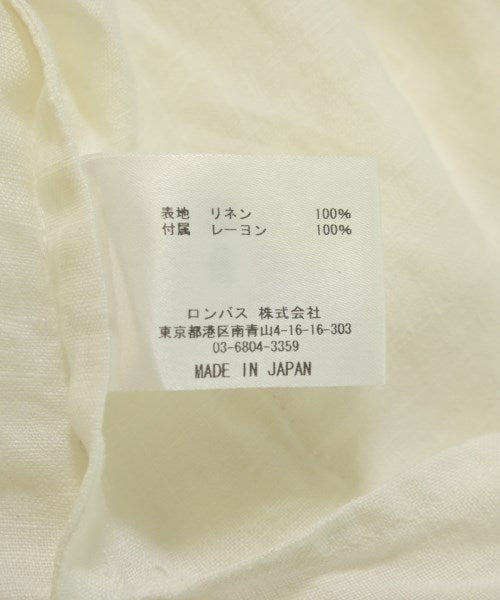 表地 リネン 100%
付属 レーヨン 100%
ロンバス 株式会社
東京都港区南青山4-16-16-303
03-6804-3359
MADE IN JAPAN